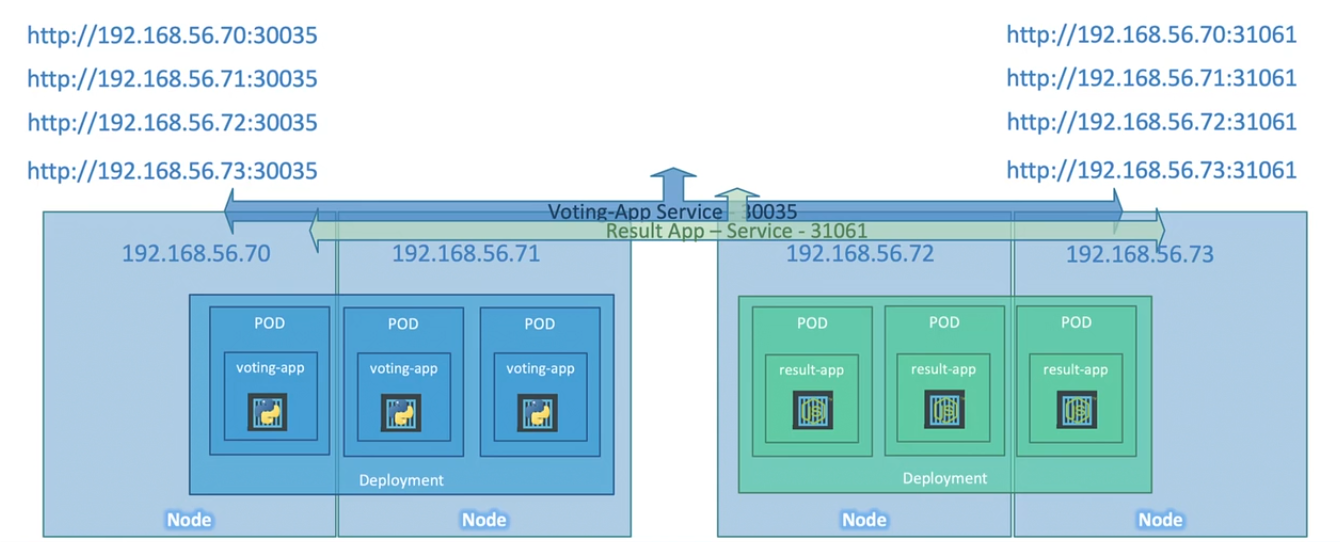 http://192.168.56.70:30035
http://192.168.56.71:30035
http://192.168.56.72:30035
http://192.168.56.73:30035
http://192.168.56.70:31061
http://192.168.56.71:31061
http://192.168.56.72:31061
http://192.168.56.73:31061
Voting-App Service - 30035
Result App – Service - 31061
192.168.56.70
192.168.56.71
192.168.56.72
192.168.56.73
POD
voting-app
POD
voting-app
POD
voting-app
Deployment
POD
result-app
JS
POD
result-app
JS
POD
result-app
JS
Deployment
Node
Node
Node
Node